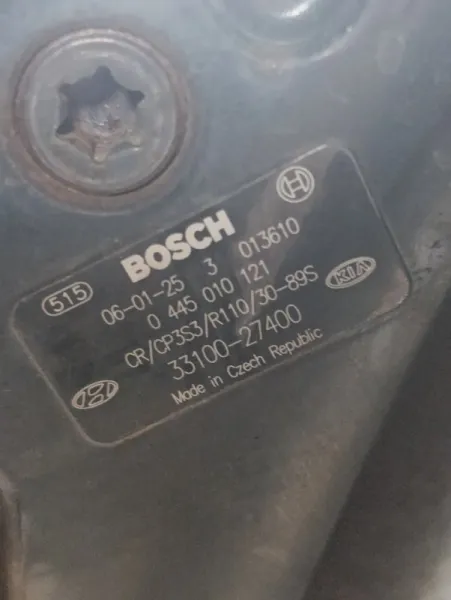 BOSCH
515 06-01-25 3 013610
0 445 010 121
CR/CP3S3/R110/30-89S KIA
33100-27400
Made in Czech Republic